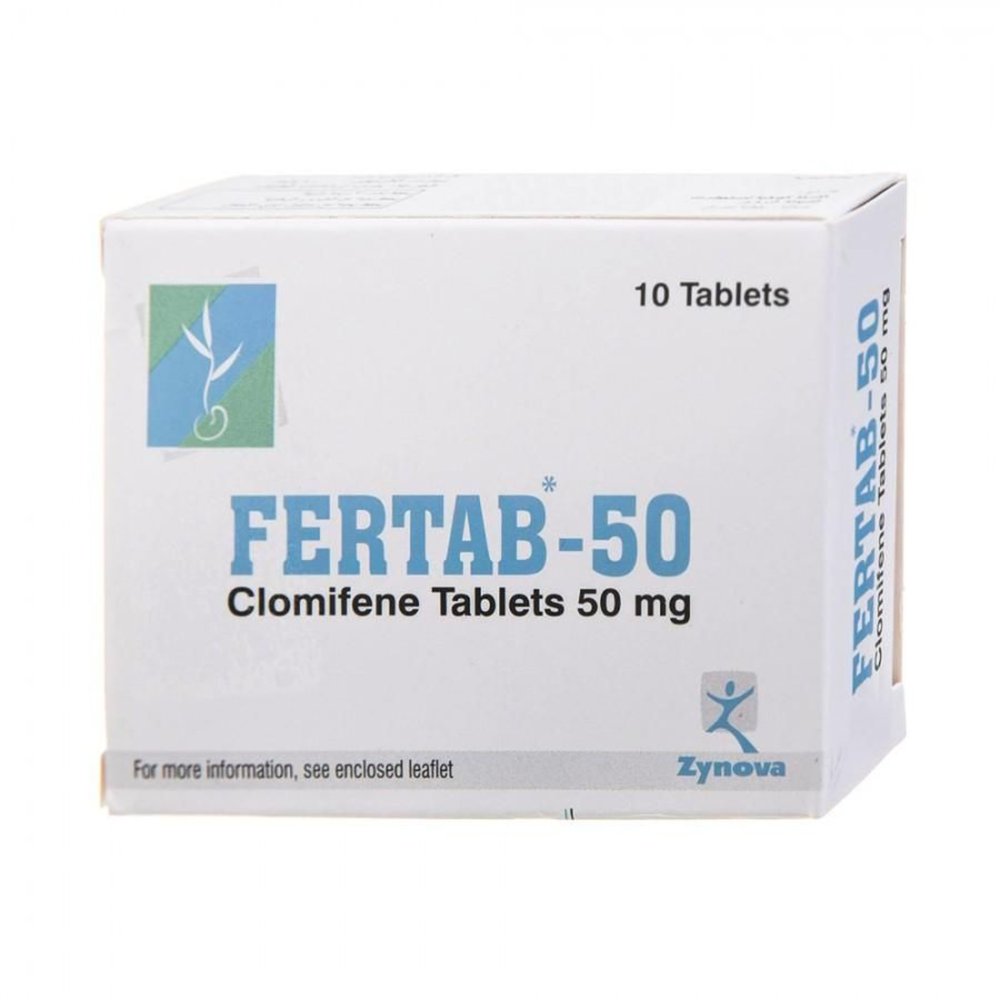 10 Tablets
FERTAB*-50
Clomifene Tablets 50 mg
Zynova
For more information, see enclosed leaflet
FERTAB*-50
Clomifene Tablets 50 mg